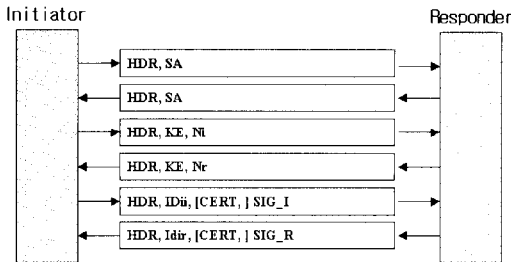 Initiator
Responder
HDR, SA
HDR, SA
HDR, KE, Ni
HDR, KE, Nr
HDR, IDii, [CERT, ] SIG_I
HDR, Idir, [CERT, ] SIG_R